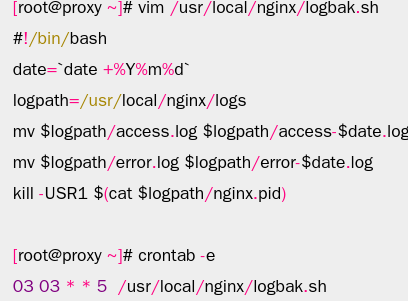 [root@proxy ~]# vim /usr/local/nginx/logbak.sh
#!/bin/bash
date=`date +%Y%m%d`
logpath=/usr/local/nginx/logs
mv $logpath/access.log $logpath/access-$date.log
mv $logpath/error.log $logpath/error-$date.log
kill -USR1 $(cat $logpath/nginx.pid)
[root@proxy ~]# crontab -e
03 03 * * 5  /usr/local/nginx/logbak.sh